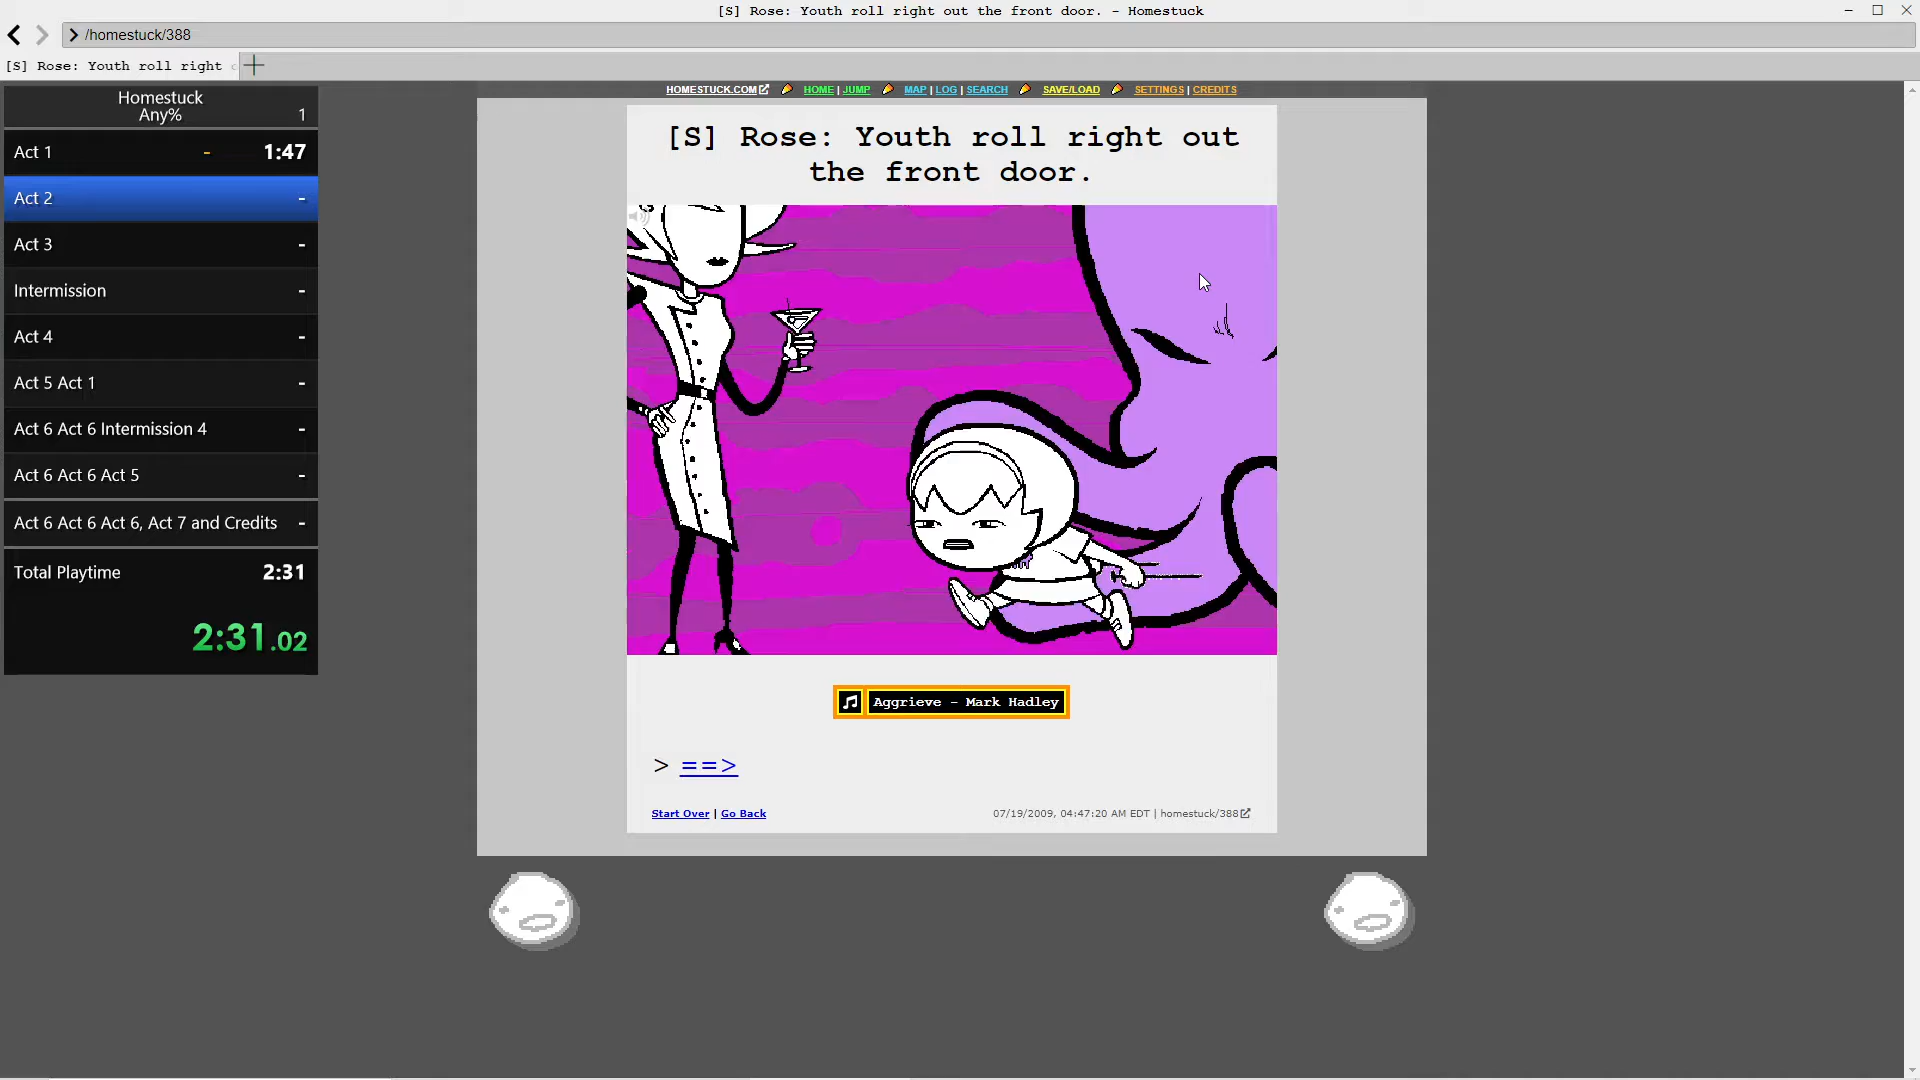 [S] Rose: Youth roll right out the front door. - Homestuck
/homestuck/388
[S] Rose: Youth roll right
HOMESTUCK.COM HOME | JUMP MAP | LOG | SEARCH SAVE/LOAD SETTINGS | CREDITS
Homestuck
Any% 1
Act 1 - 1:47
Act 2 -
Act 3 -
Intermission -
Act 4 -
Act 5 Act 1 -
Act 6 Act 6 Intermission 4 -
Act 6 Act 6 Act 5 -
Act 6 Act 6 Act 6, Act 7 and Credits -
Total Playtime 2:31
2:31.02
[S] Rose: Youth roll right out
the front door.
Aggrieve - Mark Hadley
> ==>
Start Over | Go Back 07/19/2009, 04:47:20 AM EDT | homestuck/388